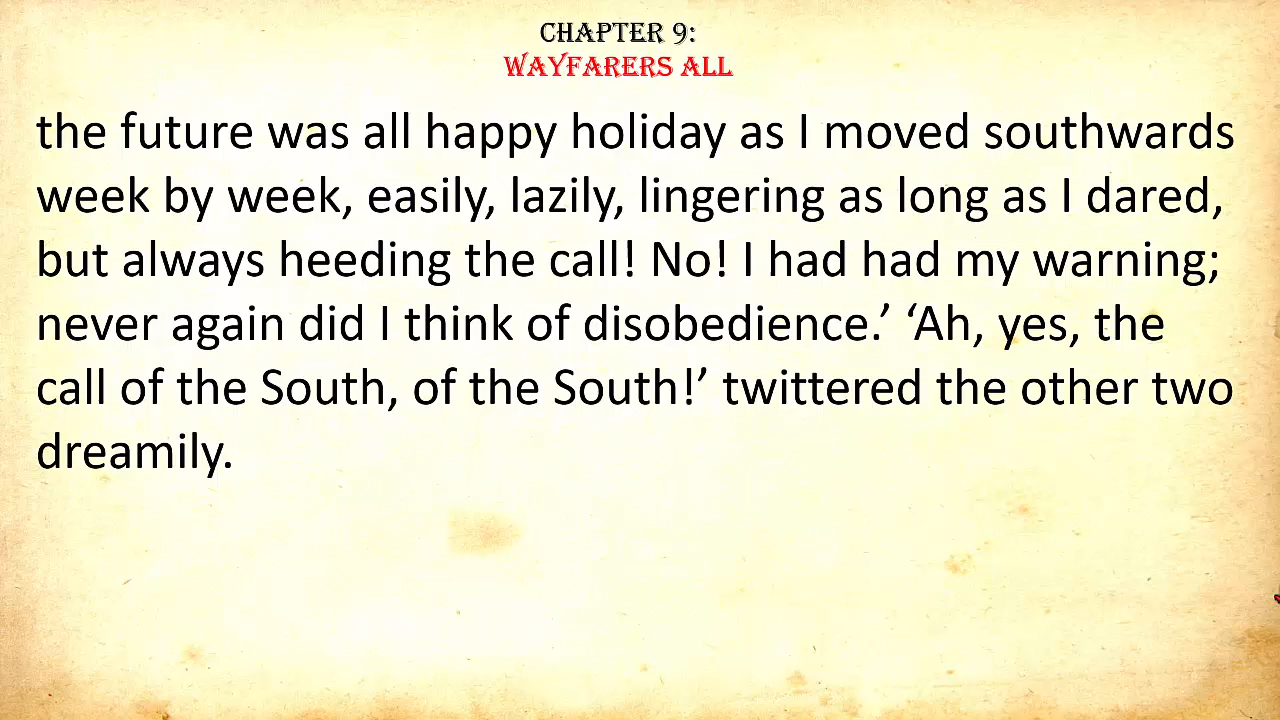 CHAPTER 9:
WAYFARERS ALL
the future was all happy holiday as I moved southwards
week by week, easily, lazily, lingering as long as I dared,
but always heeding the call! No! I had had my warning;
never again did I think of disobedience.’ ‘Ah, yes, the
call of the South, of the South!’ twittered the other two
dreamily.